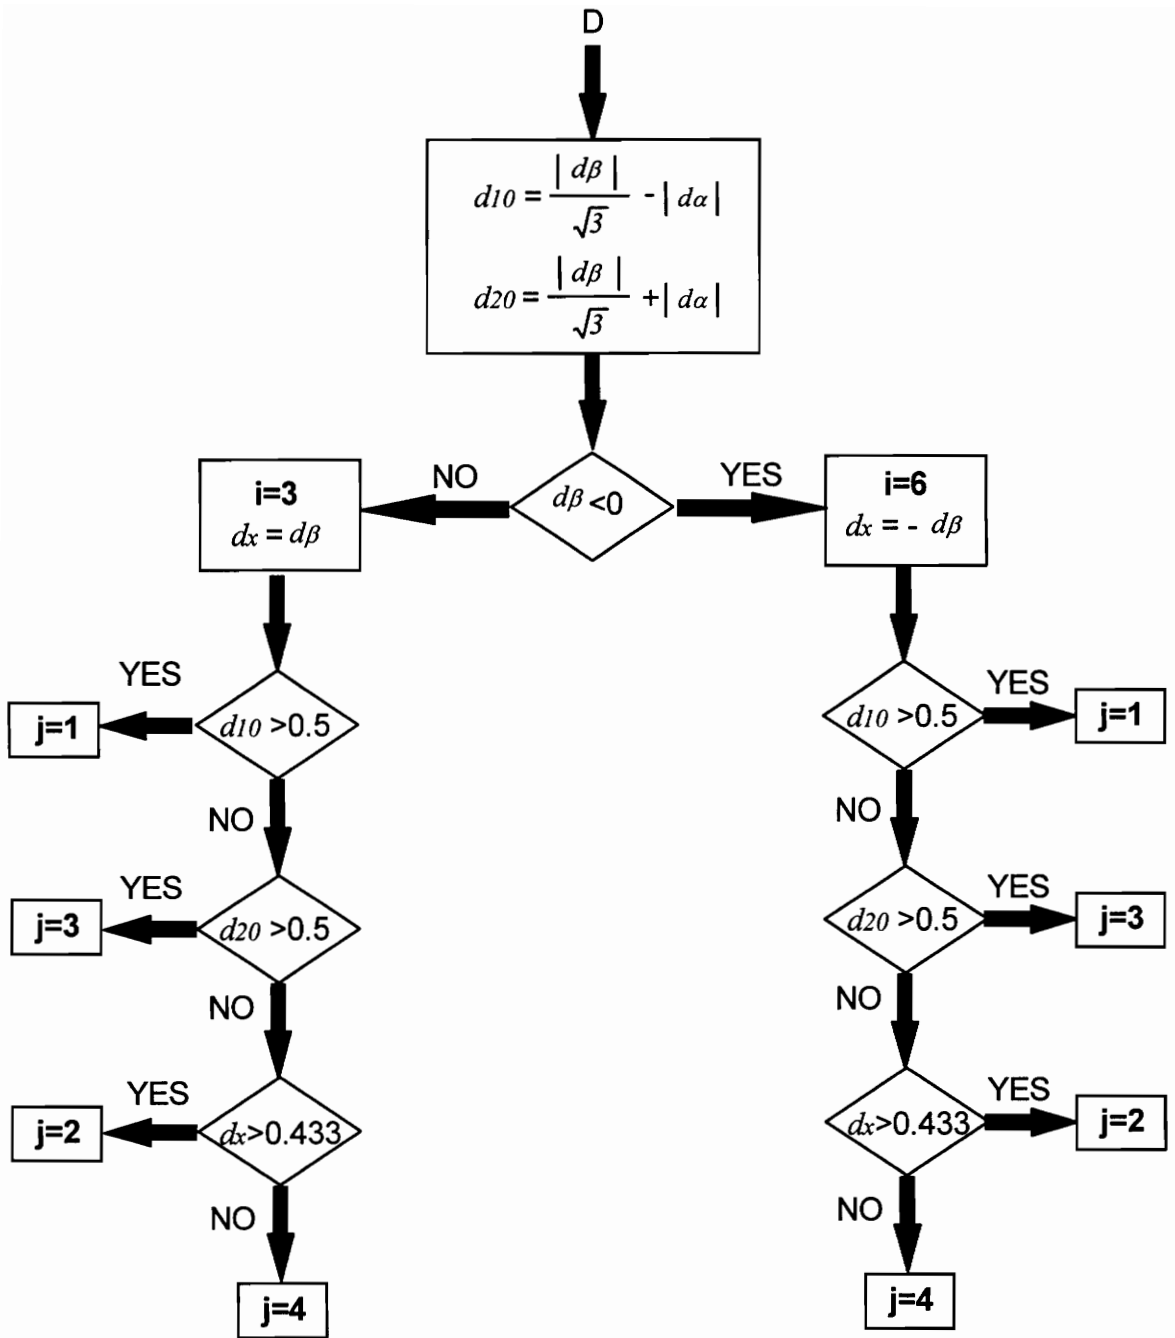 D
d10 = | dβ | / √3 - | dα |
d20 = | dβ | / √3 + | dα |
NO
dβ <0
YES
i=3
dx = dβ
i=6
dx = - dβ
YES
d10 >0.5
j=1
NO
d20 >0.5
YES
j=3
NO
dx>0.433
YES
j=2
NO
j=4
d10 >0.5
YES
j=1
NO
d20 >0.5
YES
j=3
NO
dx>0.433
YES
j=2
NO
j=4